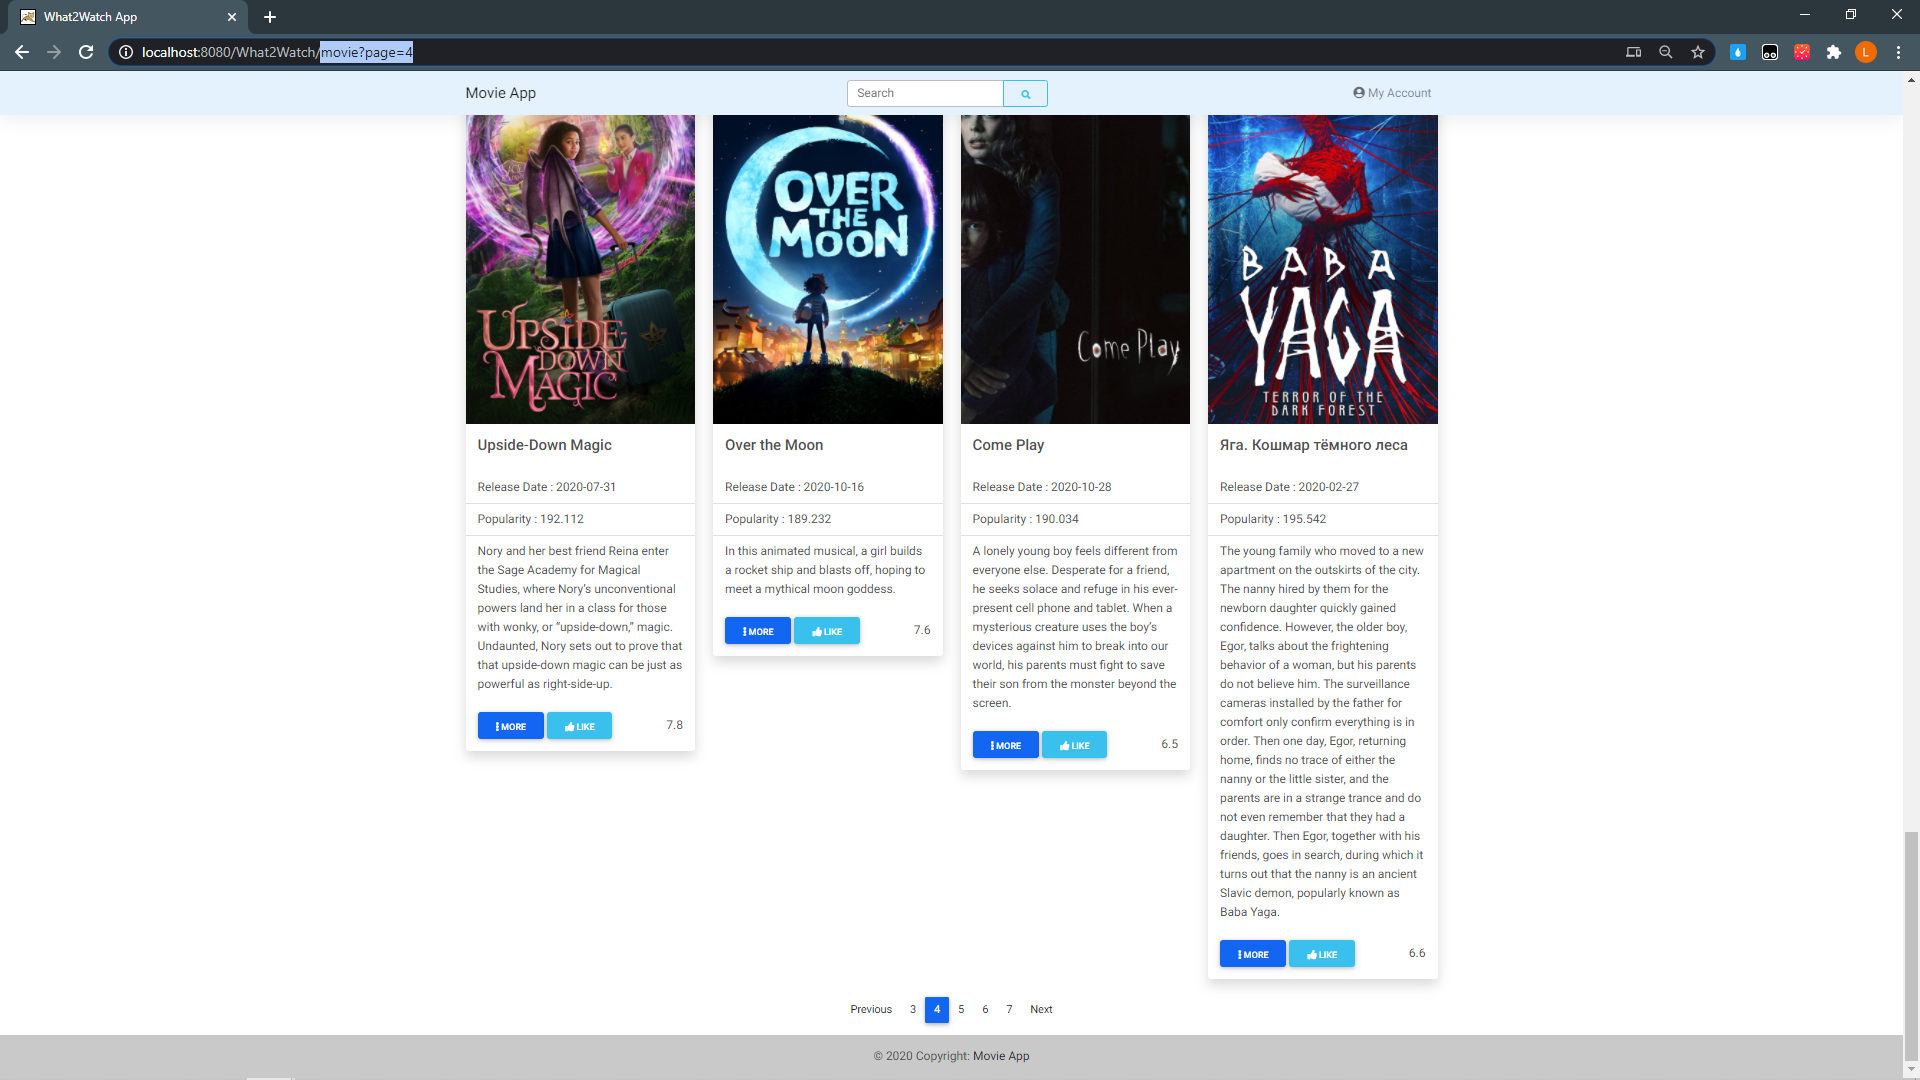 What2Watch App
localhost:8080/What2Watch/movie?page=4
L
Movie App
Search
My Account
UPSIDE-
DOWN
MAGIC
OVER
THE
MOON
Come Play
BABA
YAGA
TERROR OF THE
DARK FOREST
Upside-Down Magic
Release Date : 2020-07-31
Popularity : 192.112
Nory and her best friend Reina enter
the Sage Academy for Magical
Studies, where Nory’s unconventional
powers land her in a class for those
with wonky, or “upside-down,” magic.
Undaunted, Nory sets out to prove that
that upside-down magic can be just as
powerful as right-side-up.
MORE LIKE 7.8
Over the Moon
Release Date : 2020-10-16
Popularity : 189.232
In this animated musical, a girl builds
a rocket ship and blasts off, hoping to
meet a mythical moon goddess.
MORE LIKE 7.6
Come Play
Release Date : 2020-10-28
Popularity : 190.034
A lonely young boy feels different from
everyone else. Desperate for a friend,
he seeks solace and refuge in his ever-
present cell phone and tablet. When a
mysterious creature uses the boy’s
devices against him to break into our
world, his parents must fight to save
their son from the monster beyond the
screen.
MORE LIKE 6.5
Яга. Кошмар тёмного леса
Release Date : 2020-02-27
Popularity : 195.542
The young family who moved to a new
apartment on the outskirts of the city.
The nanny hired by them for the
newborn daughter quickly gained
confidence. However, the older boy,
Egor, talks about the frightening
behavior of a woman, but his parents
do not believe him. The surveillance
cameras installed by the father for
comfort only confirm everything is in
order. Then one day, Egor, returning
home, finds no trace of either the
nanny or the little sister, and the
parents are in a strange trance and do
not even remember that they had a
daughter. Then Egor, together with his
friends, goes in search, during which it
turns out that the nanny is an ancient
Slavic demon, popularly known as
Baba Yaga.
MORE LIKE 6.6
Previous 3 4 5 6 7 Next
© 2020 Copyright: Movie App